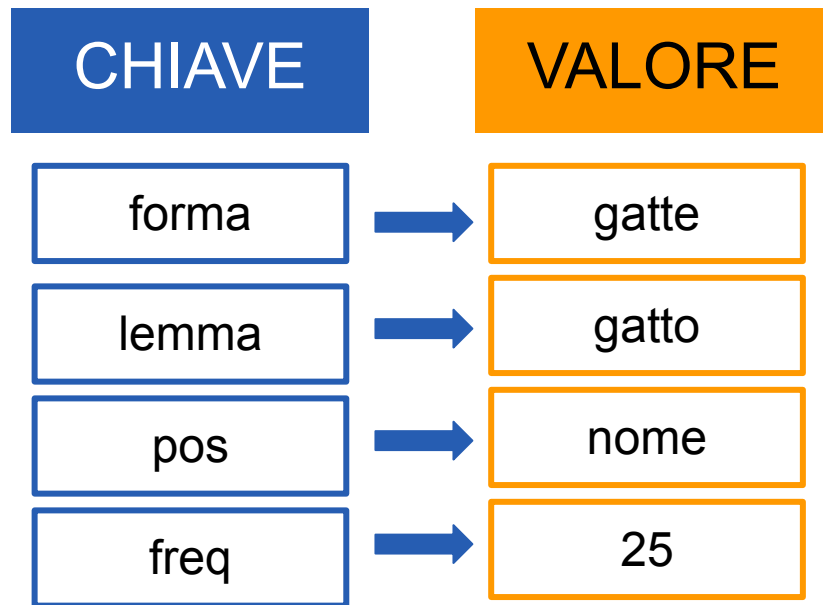 CHIAVE VALORE
forma gatte
lemma gatto
pos nome
freq 25